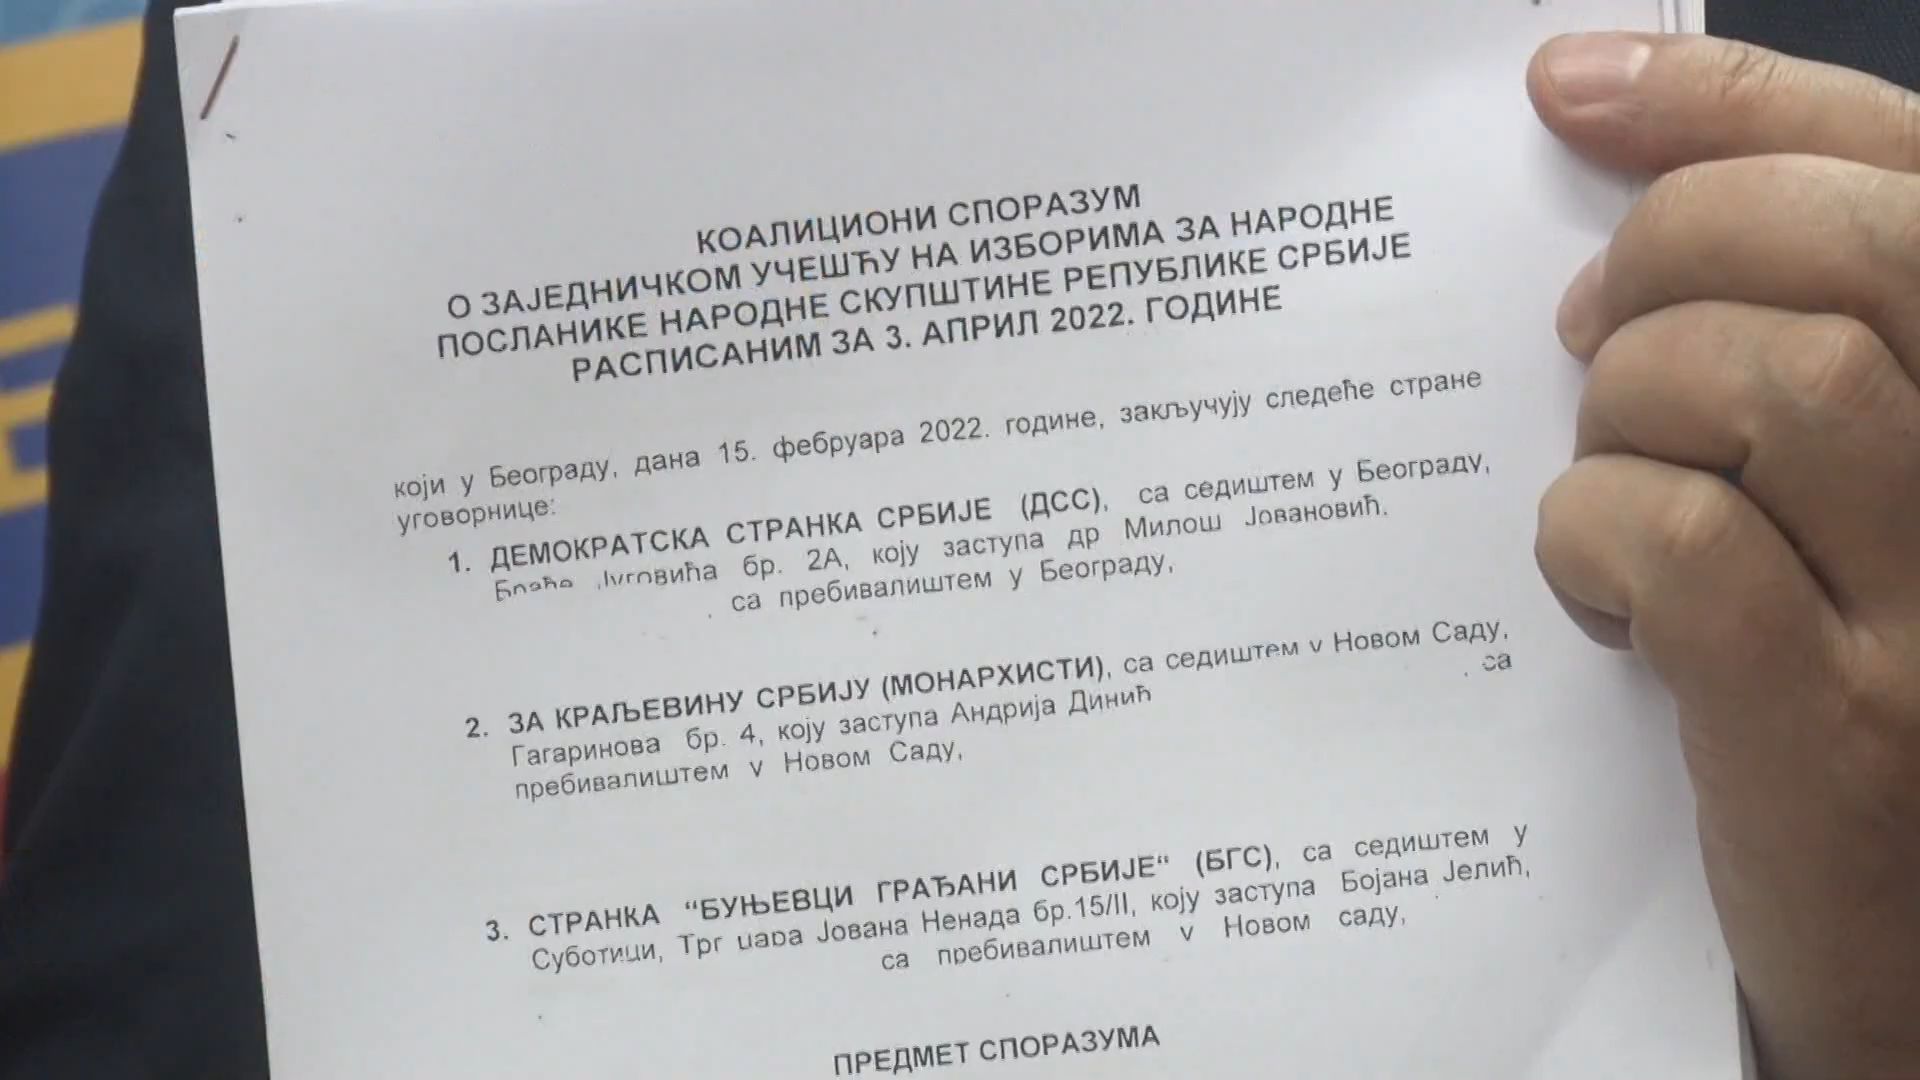 КОАЛИЦИОНИ СПОРАЗУМ
О ЗАЈЕДНИЧКОМ УЧЕШЋУ НА ИЗБОРИМА ЗА НАРОДНЕ
ПОСЛАНИКЕ НАРОДНЕ СКУПШТИНЕ РЕПУБЛИКЕ СРБИЈЕ
РАСПИСАНИМ ЗА 3. АПРИЛ 2022. ГОДИНЕ
који у Београду, дана 15. фебруара 2022. године, закључују следеће стране
уговорнице:
1. ДЕМОКРАТСКА СТРАНКА СРБИЈЕ (ДСС), са седиштем у Београду,
Браће Југовића бр. 2А, коју заступа др Милош Јовановић.
са пребивалиштем у Београду,
2. ЗА КРАЉЕВИНУ СРБИЈУ (МОНАРХИСТИ), са седиштем у Новом Саду,
Гагаринова бр. 4, коју заступа Андрија Динић са
пребивалиштем у Новом Саду,
3. СТРАНКА “БУЊЕВЦИ ГРАЂАНИ СРБИЈЕ“ (БГС), са седиштем у
Суботици, Трг цара Јована Ненада бр.15/II, коју заступа Бојана Јелић,
са пребивалиштем у Новом саду,
ПРЕДМЕТ СПОРАЗУМА